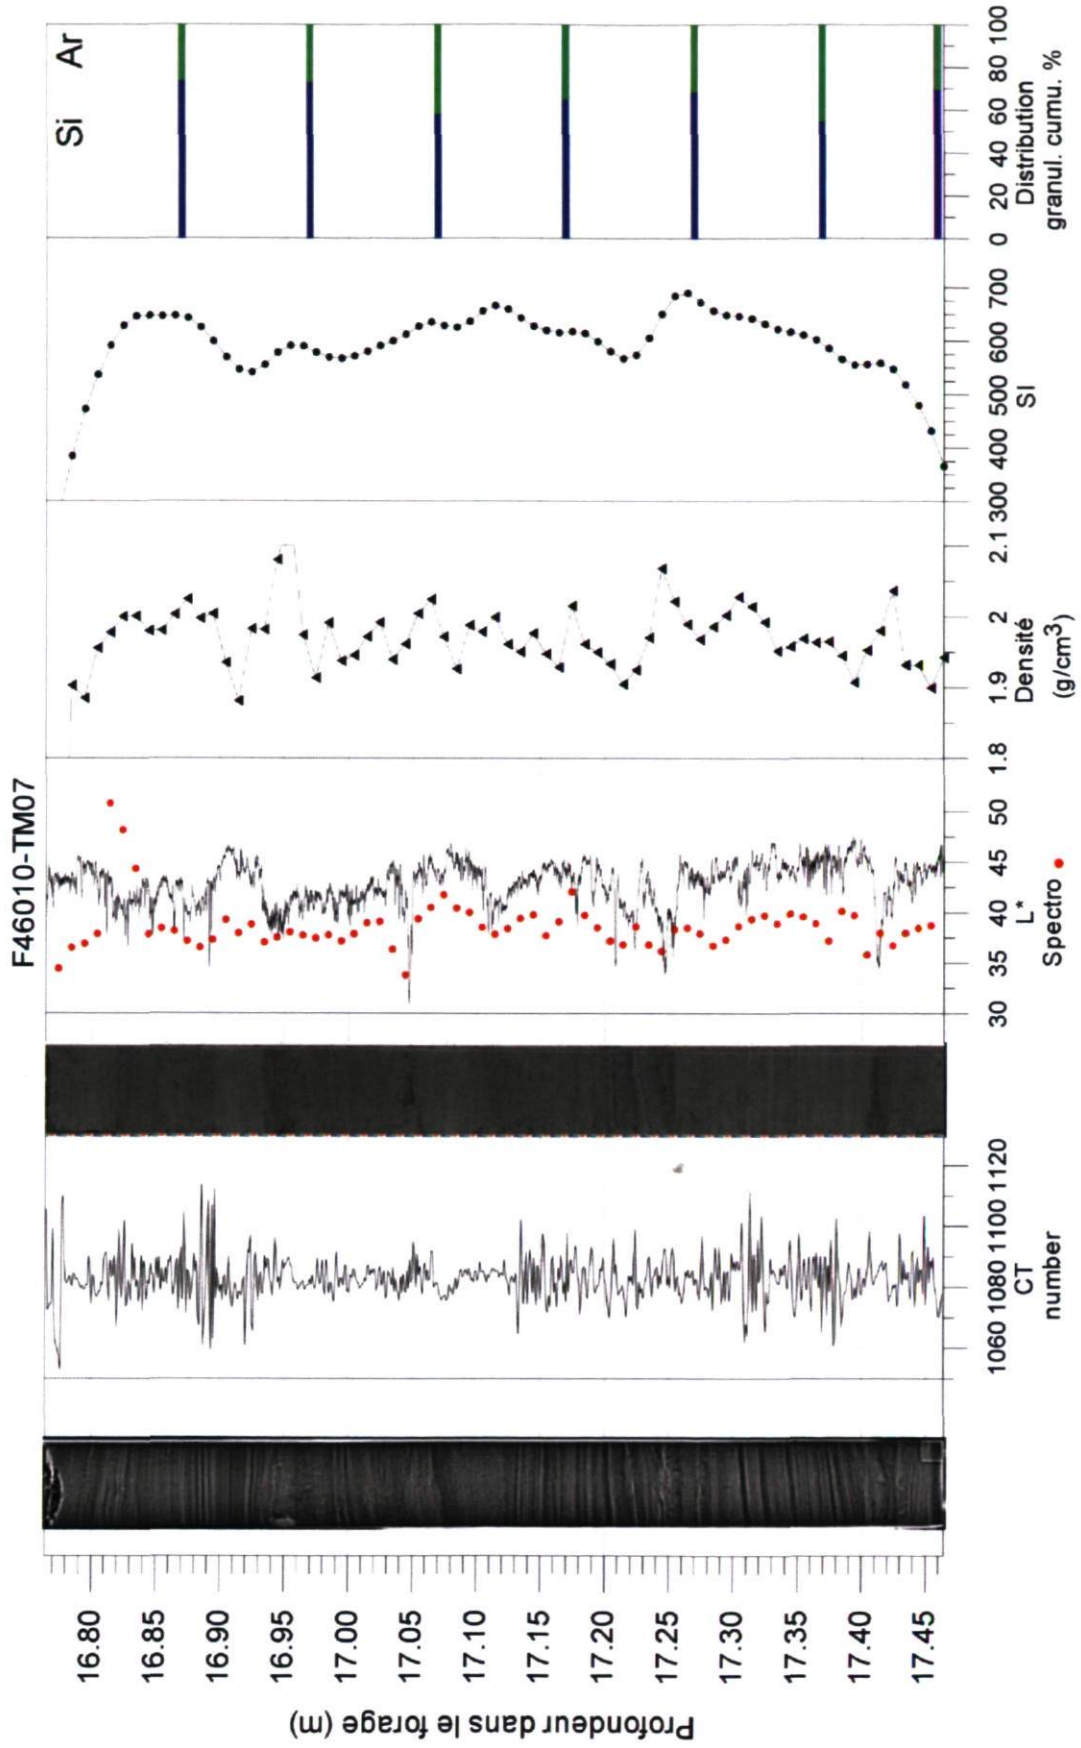 F46010-TM07
Profondeur dans le forage (m)
16.80
16.85
16.90
16.95
17.00
17.05
17.10
17.15
17.20
17.25
17.30
17.35
17.40
17.45
1060 1080 1100 1120
CT
number
30 35 40 45 50
L*
Spectro
1.8 1.9 2 2.1
Densité
(g/cm³)
300 400 500 600 700
SI
Si Ar
0 20 40 60 80 100
Distribution
granul. cumu. %